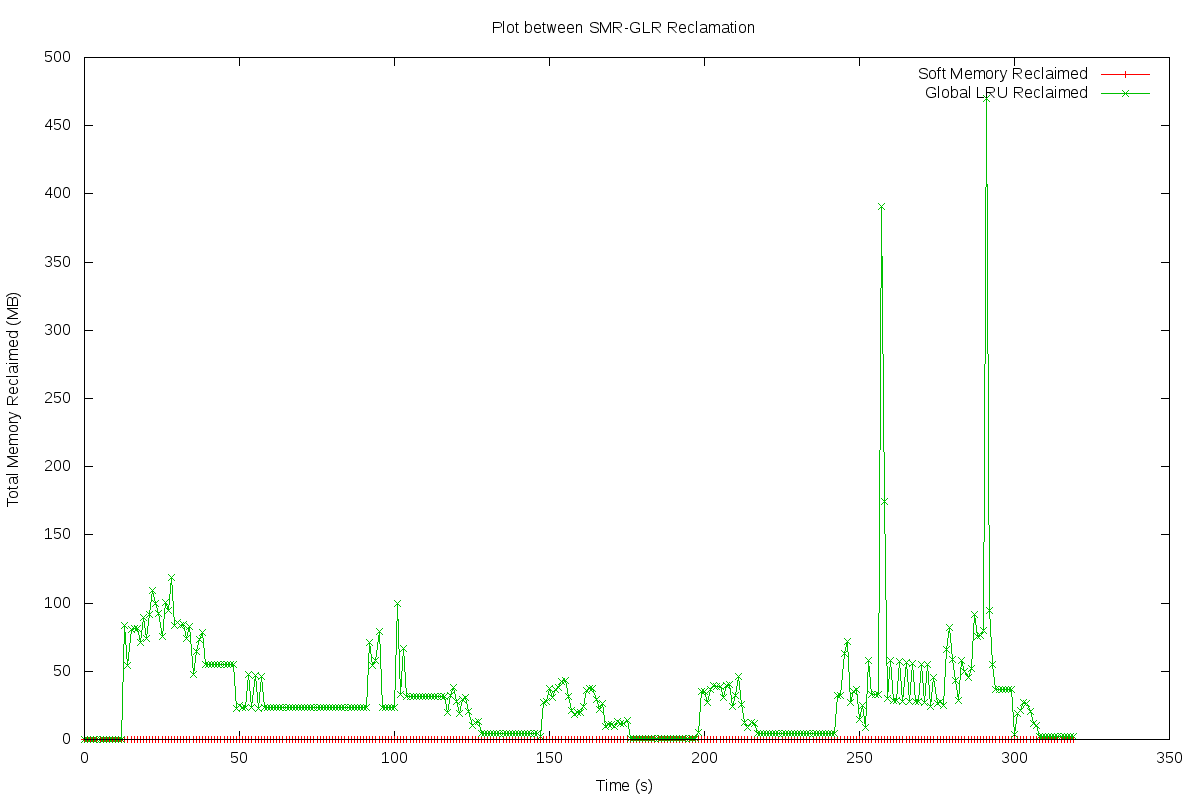 Plot between SMR-GLR Reclamation
Soft Memory Reclaimed
Global LRU Reclaimed
Total Memory Reclaimed (MB)
500
450
400
350
300
250
200
150
100
50
0
0 50 100 150 200 250 300 350
Time (s)